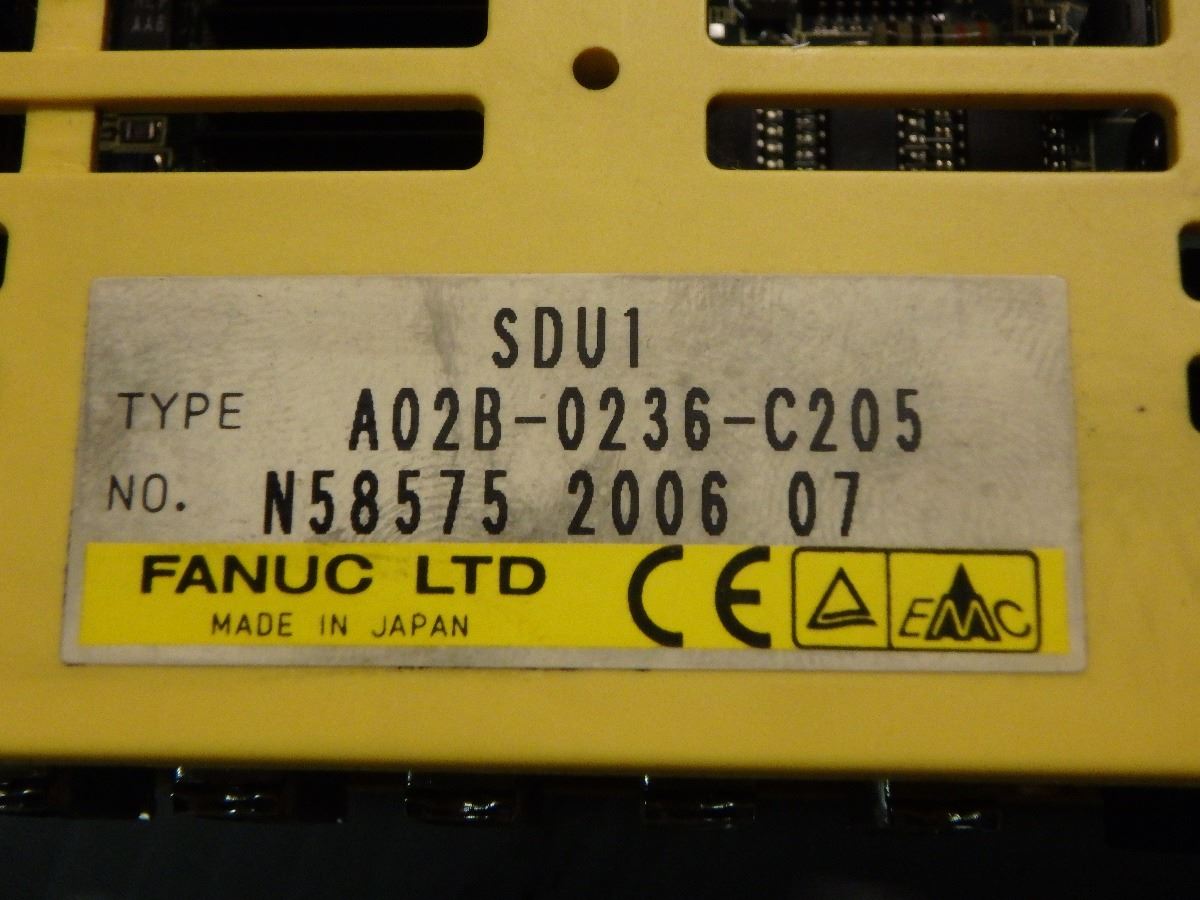 SDU1
TYPE A02B-0236-C205
NO. N58575 2006 07
FANUC LTD CE EMC
MADE IN JAPAN